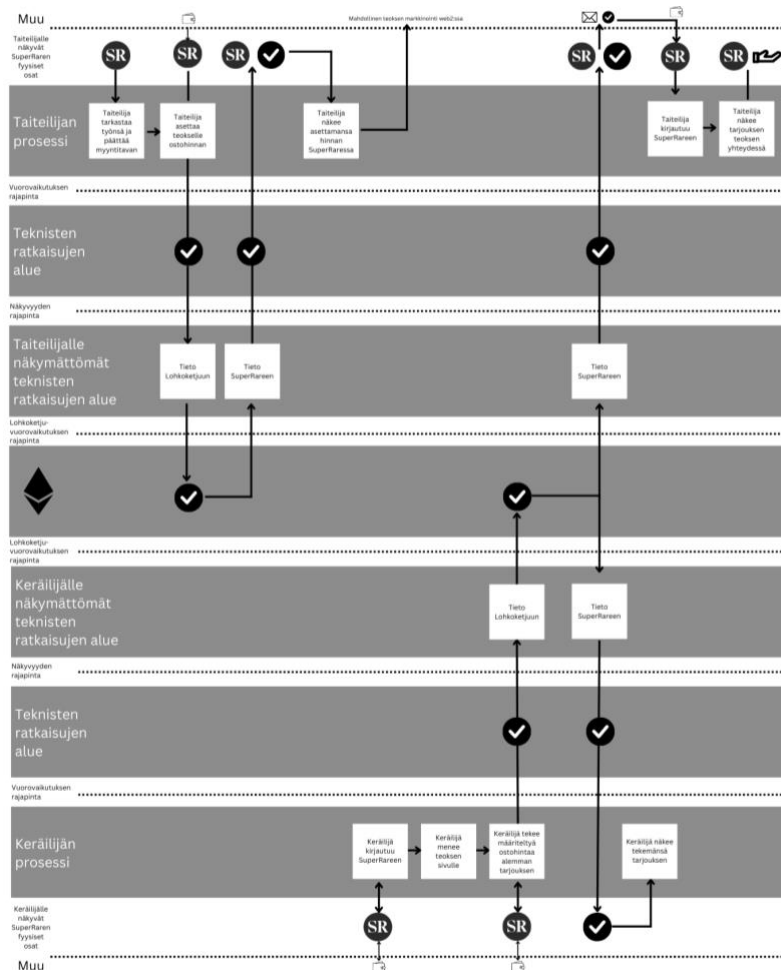 Muu
Mahdollinen teoksen markkinointi web2:ssa
Taiteilijalle
näkyvät
SuperRaren
fyysiset
osat
SR
SR
SR
SR
SR
SR
Taiteilijan
prosessi
Taiteilija
tarkastaa
työnsä ja
päättää
myyntitavan
Taiteilija
asettaa
teokselle
ostohinnan
Taiteilija
näkee
asettamansa
hinnan
SuperRaressa
Taiteilija
kirjautuu
SuperRareen
Taiteilija
näkee
tarjouksen
teoksen
yhteydessä
Vuorovaikutuksen
rajapinta
Teknisten
ratkaisujen
alue
Näkyvyyden
rajapinta
Taiteilijalle
näkymättömät
teknisten
ratkaisujen alue
Tieto
Lohkoketjuun
Tieto
SuperRareen
Tieto
SuperRareen
Lohkoketju-
vuorovaikutuksen
rajapinta
Lohkoketju-
vuorovaikutuksen
rajapinta
Keräilijälle
näkymättömät
teknisten
ratkaisujen alue
Tieto
Lohkoketjuun
Tieto
SuperRareen
Näkyvyyden
rajapinta
Teknisten
ratkaisujen
alue
Vuorovaikutuksen
rajapinta
Keräilijän
prosessi
Keräilijä
kirjautuu
SuperRareen
Keräilijä
menee
teoksen
sivulle
Keräilijä tekee
määriteltyä
ostohintaa
alemman
tarjouksen
Keräilijä näkee
tekemänsä
tarjouksen
Keräilijälle
näkyvät
SuperRaren
fyysiset
osat
SR
SR
Muu